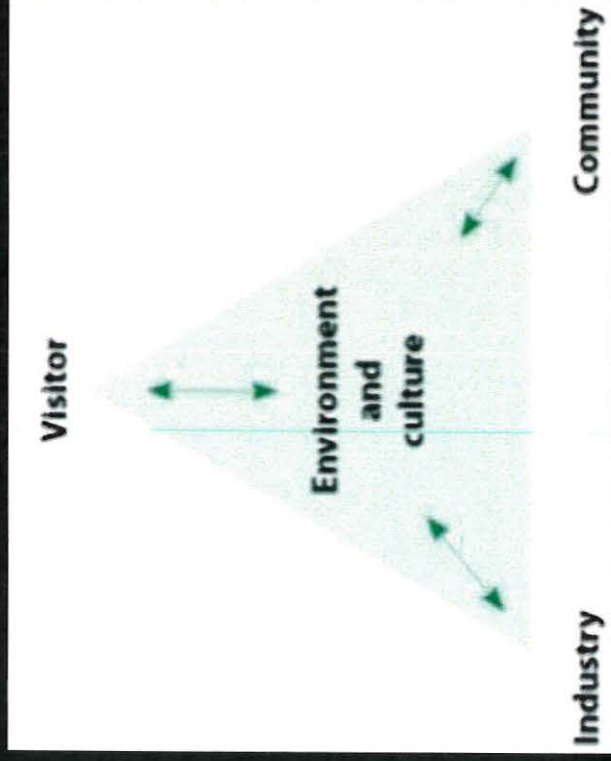 Visitor
Environment
and
culture
Industry
Community